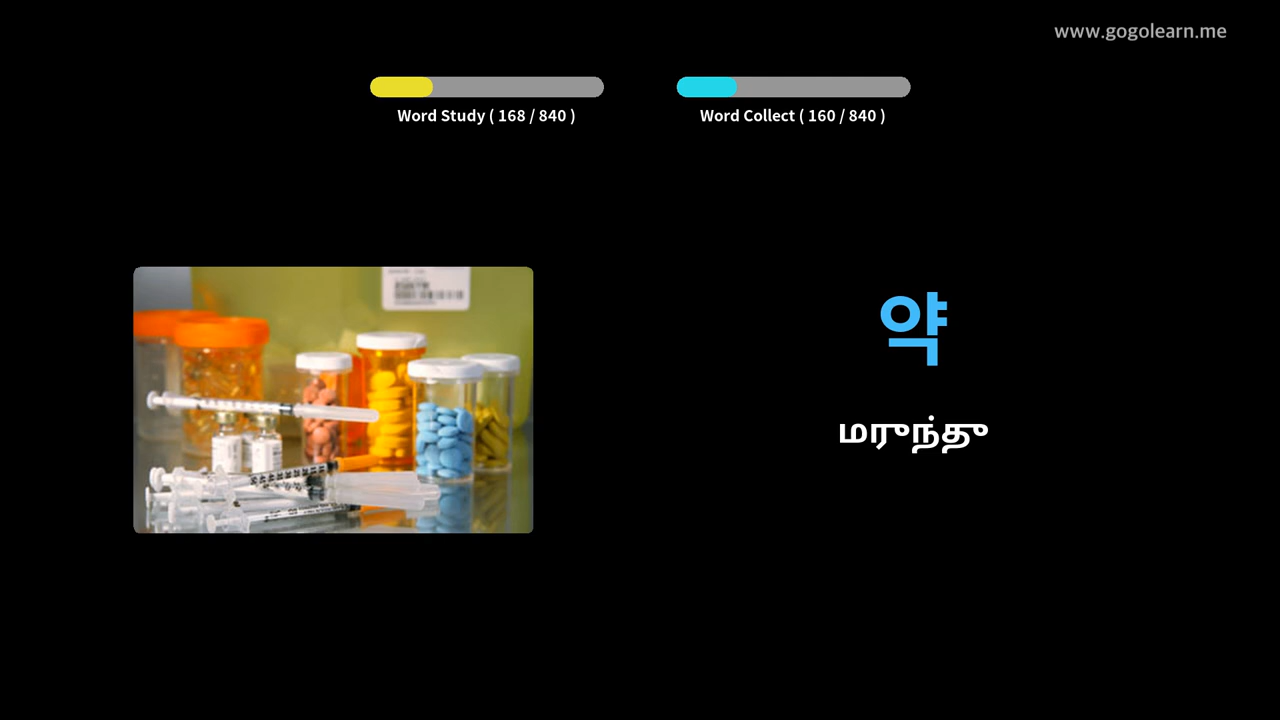 www.gogolearn.me
Word Study ( 168 / 840 )
Word Collect ( 160 / 840 )
약
மருந்து